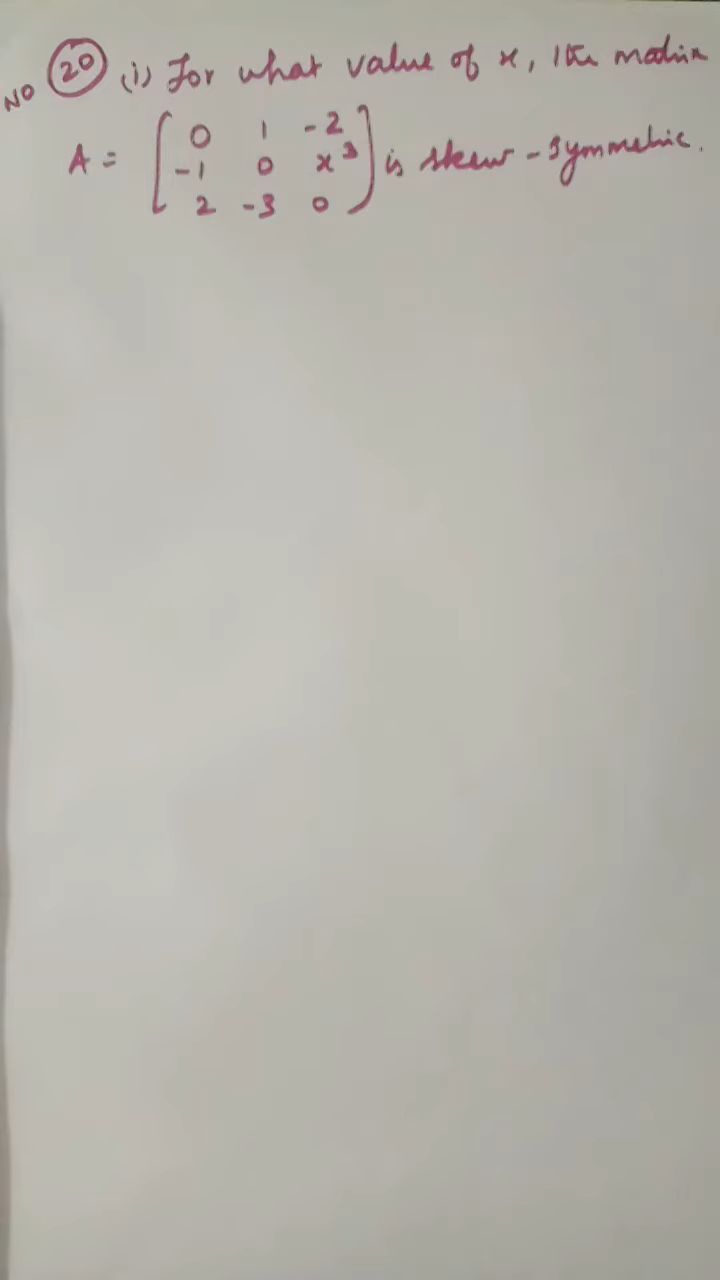 NO (20) (i) For what value of x, the matrix
A = [ 0 1 -2
-1 0 x³
2 -3 0 ] is skew-symmetric.